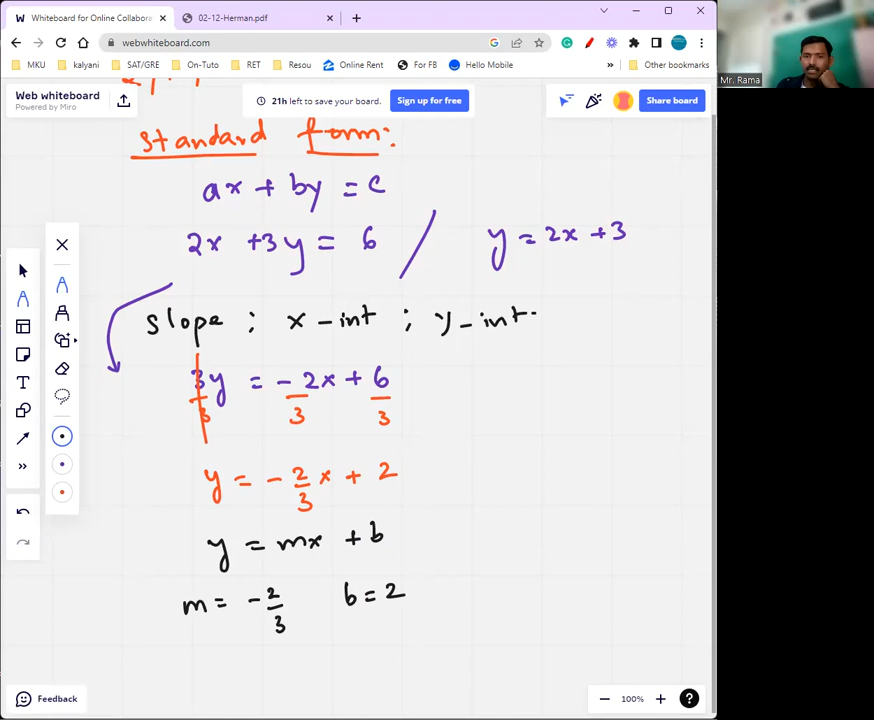 Whiteboard for Online Collabora
02-12-Herman.pdf
webwhiteboard.com
MKU
kalyani
SAT/GRE
On-Tuto
RET
Resou
Online Rent
For FB
Hello Mobile
Other bookmarks
Mr. Rama
Web whiteboard
Powered by Miro
21h left to save your board.
Sign up for free
Share board
standard form:
ax + by = c
2x +3y = 6 / y = 2x +3
slope ; x-int ; y-int.
3y/3 = -2x/3 + 6/3
y = -2/3 x + 2
y = mx + b
m = -2/3 b = 2
Feedback
100%